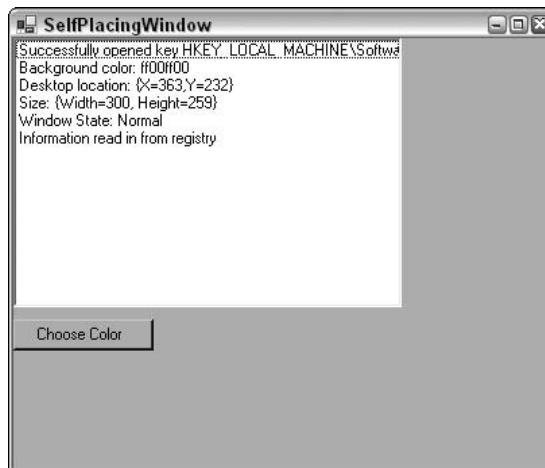 SelfPlacingWindow
Successfully opened key HKEY_LOCAL_MACHINE\Softwa
Background color: ff00ff00
Desktop location: {X=363,Y=232}
Size: {Width=300, Height=259}
Window State: Normal
Information read in from registry
Choose Color